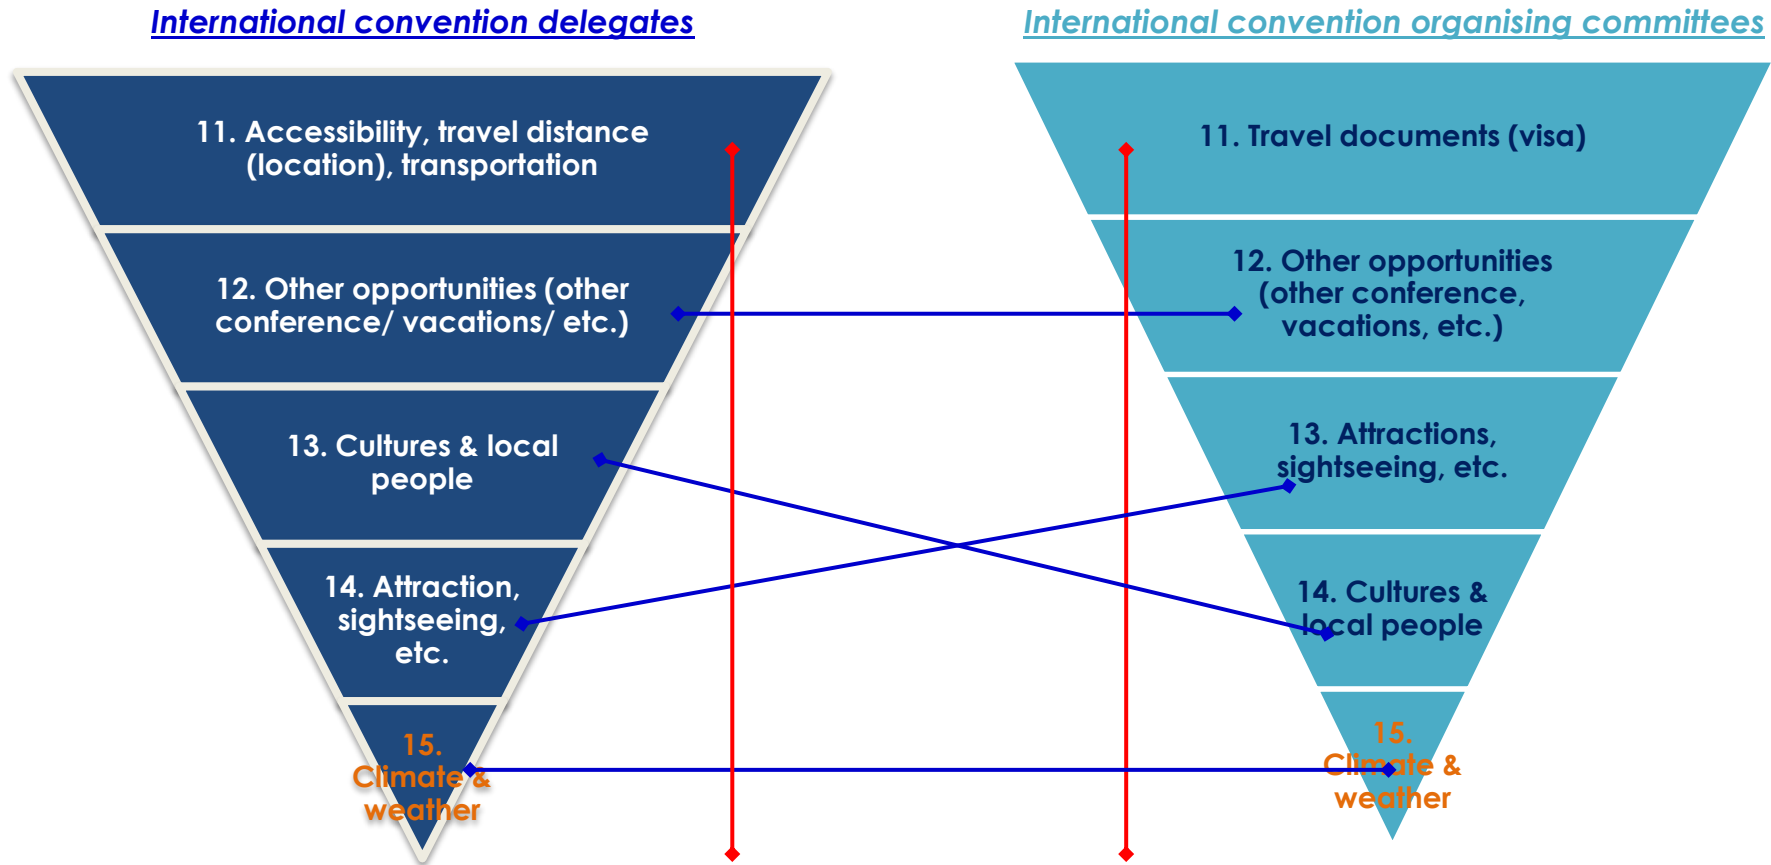 International convention delegates
11. Accessibility, travel distance
(location), transportation
12. Other opportunities (other
conference/ vacations/ etc.)
13. Cultures & local
people
14. Attraction,
sightseeing,
etc.
15.
Climate &
weather
International convention organising committees
11. Travel documents (visa)
12. Other opportunities
(other conference,
vacations, etc.)
13. Attractions,
sightseeing, etc.
14. Cultures &
local people
15.
Climate &
weather